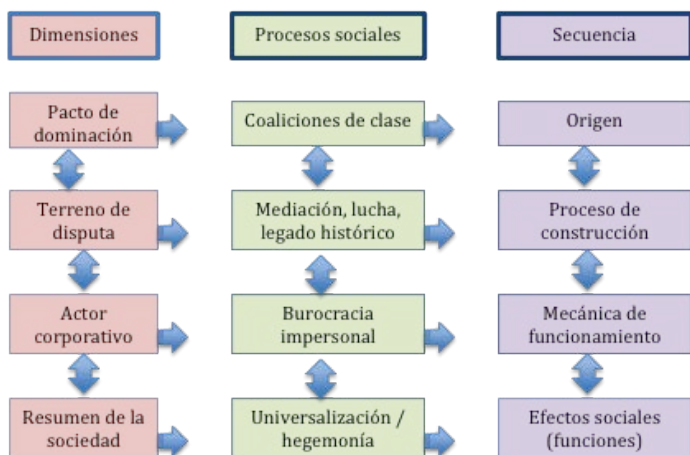 Dimensiones
Procesos sociales
Secuencia
Pacto de
dominación
Coaliciones de clase
Origen
Terreno de
disputa
Mediación, lucha,
legado histórico
Proceso de
construcción
Actor
corporativo
Burocracia
impersonal
Mecánica de
funcionamiento
Resumen de la
sociedad
Universalización /
hegemonía
Efectos sociales
(funciones)